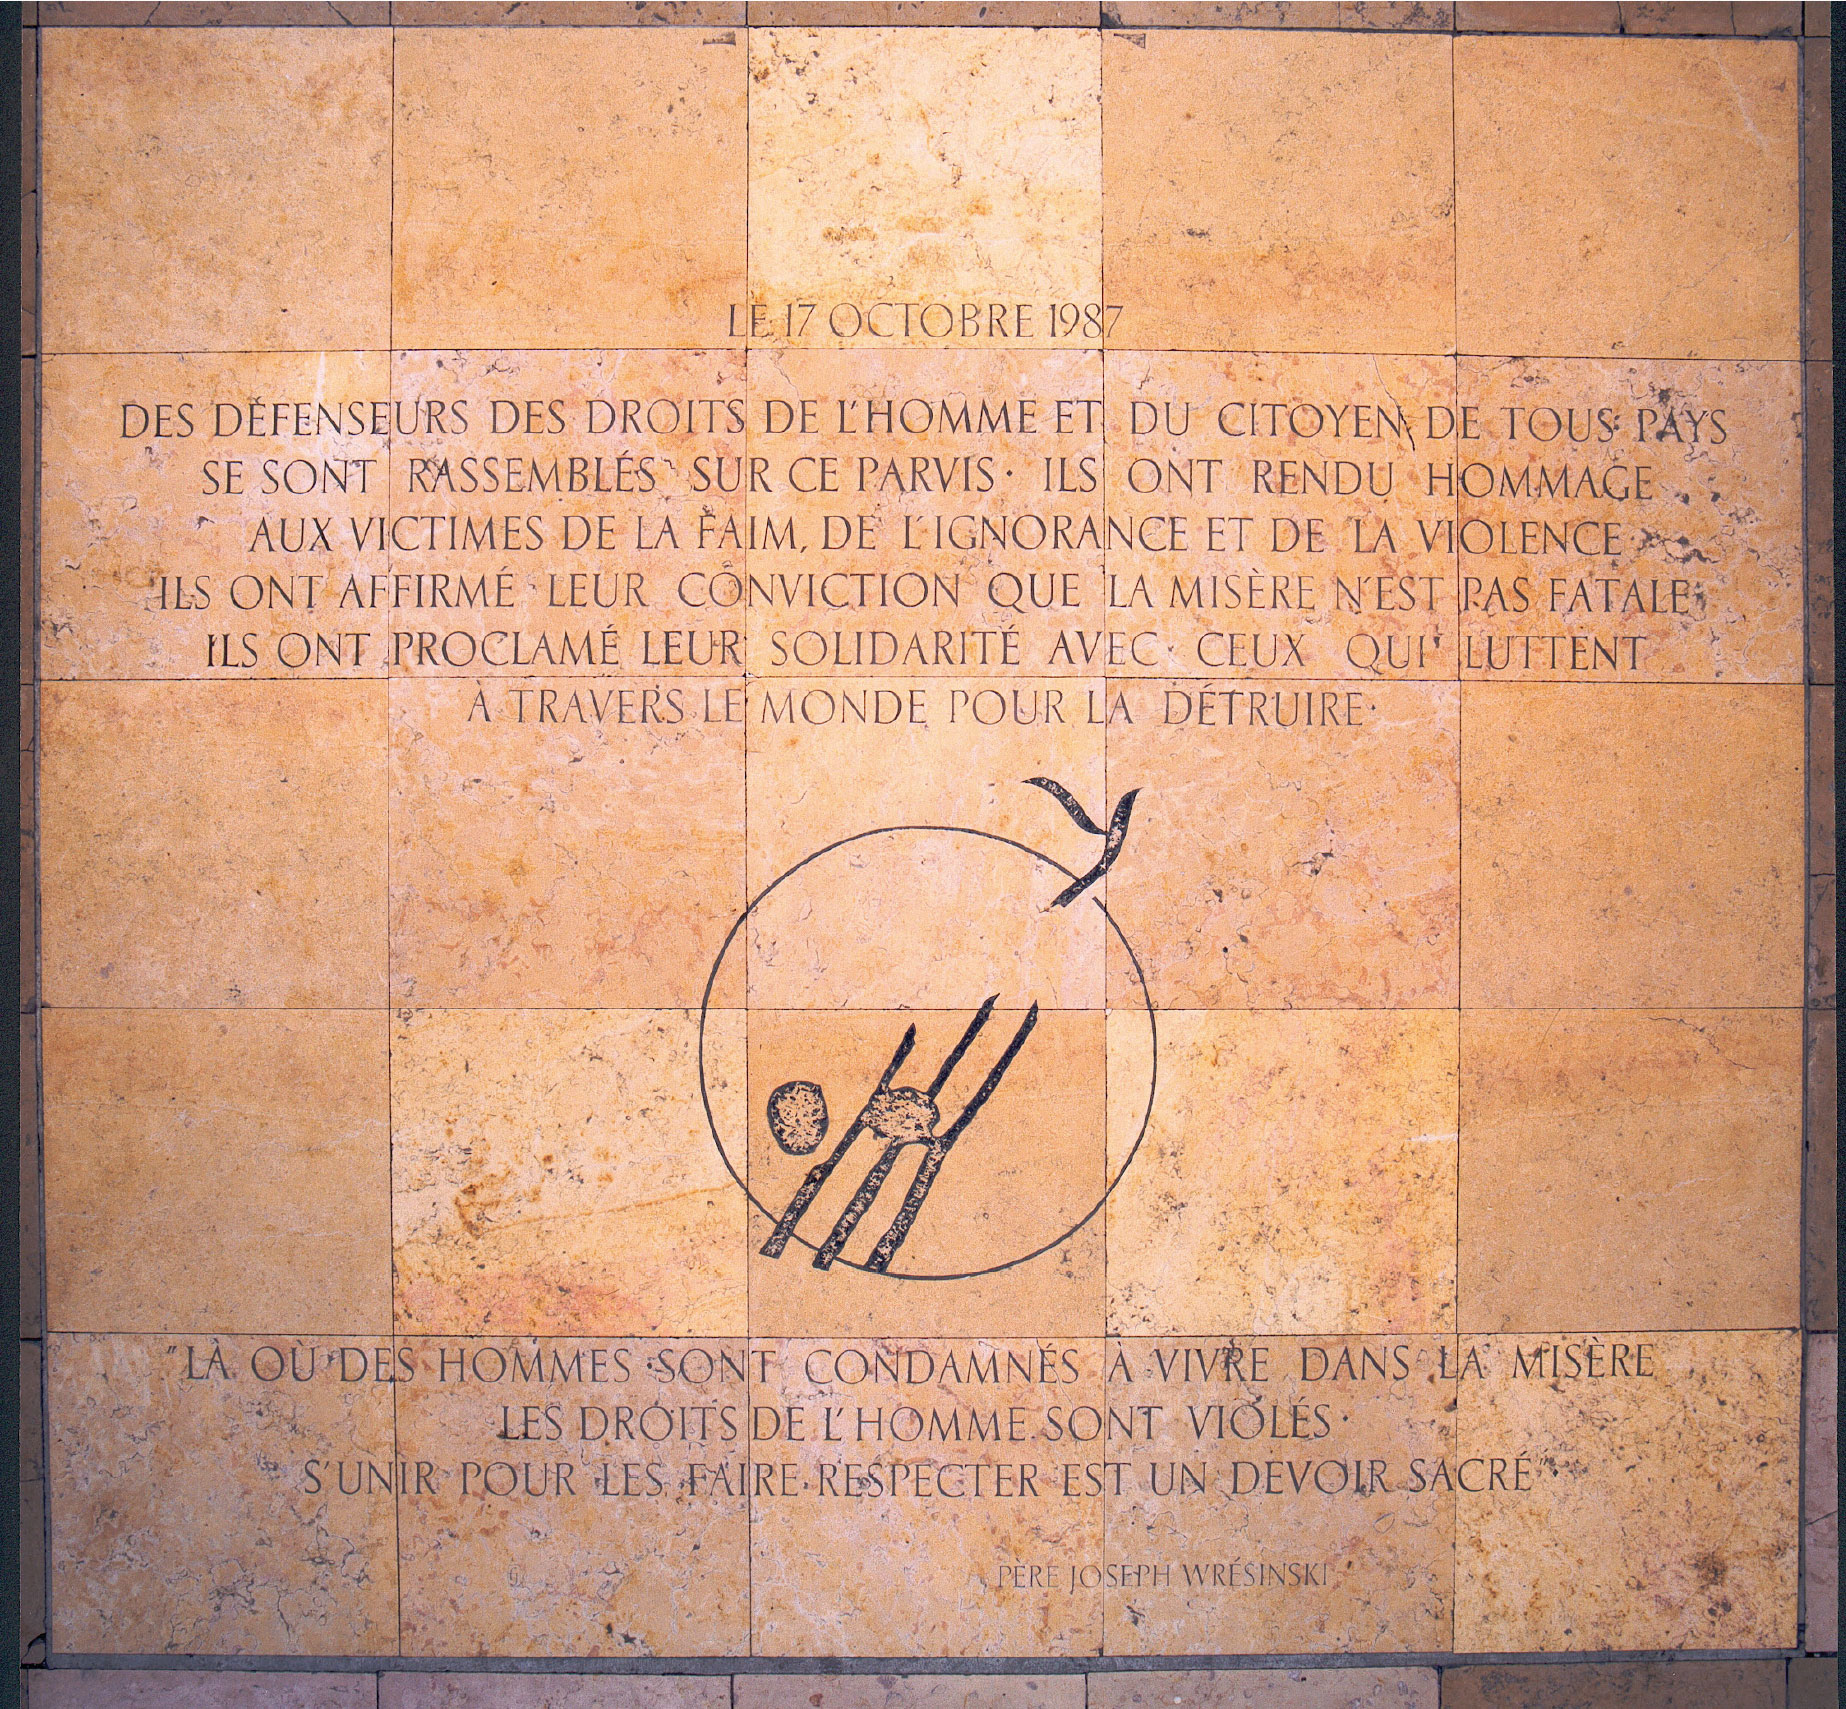 LE 17 OCTOBRE 1987
DES DÉFENSEURS DES DROITS DE L'HOMME ET DU CITOYEN DE TOUS PAYS
SE SONT RASSEMBLÉS SUR CE PARVIS· ILS ONT RENDU HOMMAGE
AUX VICTIMES DE LA FAIM, DE L'IGNORANCE ET DE LA VIOLENCE
ILS ONT AFFIRMÉ LEUR CONVICTION QUE LA MISÈRE N'EST PAS FATALE·
ILS ONT PROCLAMÉ LEUR SOLIDARITÉ AVEC CEUX QUI LUTTENT
À TRAVERS LE MONDE POUR LA DÉTRUIRE·
"LÀ OÙ DES HOMMES SONT CONDAMNÉS À VIVRE DANS LA MISÈRE
LES DROITS DE L'HOMME SONT VIOLÉS·
S'UNIR POUR LES FAIRE RESPECTER EST UN DEVOIR SACRÉ"·
PÈRE JOSEPH WRÉSINSKI